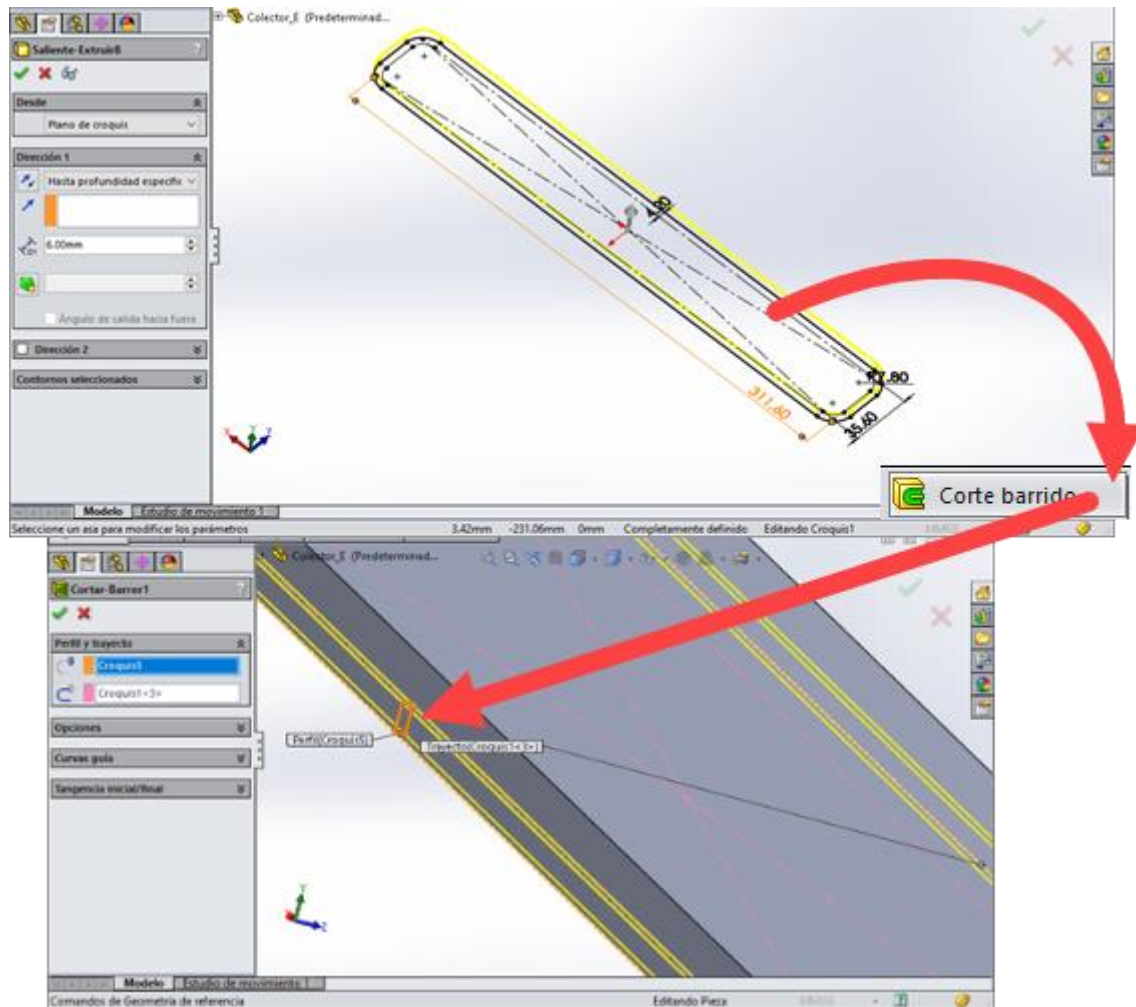 Colector_E (Predeterminad...
Saliente-Extruir8
?
Desde
Plano de croquis
Dirección 1
Hasta profundidad especific
6.00mm
Ángulo de salida hacia fuera
Dirección 2
Contornos seleccionados
311.60
35.60
Corte barrido
Modelo
Estudio de movimiento 1
Seleccione un asa para modificar los parámetros
3.42mm
-231.06mm
0mm
Completamente definido
Editando Croquis1
Colector_E (Predeterminad...
Cortar-Barrer1
?
Perfil y trayecto
Croquis5
Croquis1<3>
Opciones
Curvas guía
Tangencia inicial/final
Perfil(Croquis5)
Trayecto(Croquis1<3>)
Modelo
Estudio de movimiento 1
Comandos de Geometría de referencia
Editando Pieza